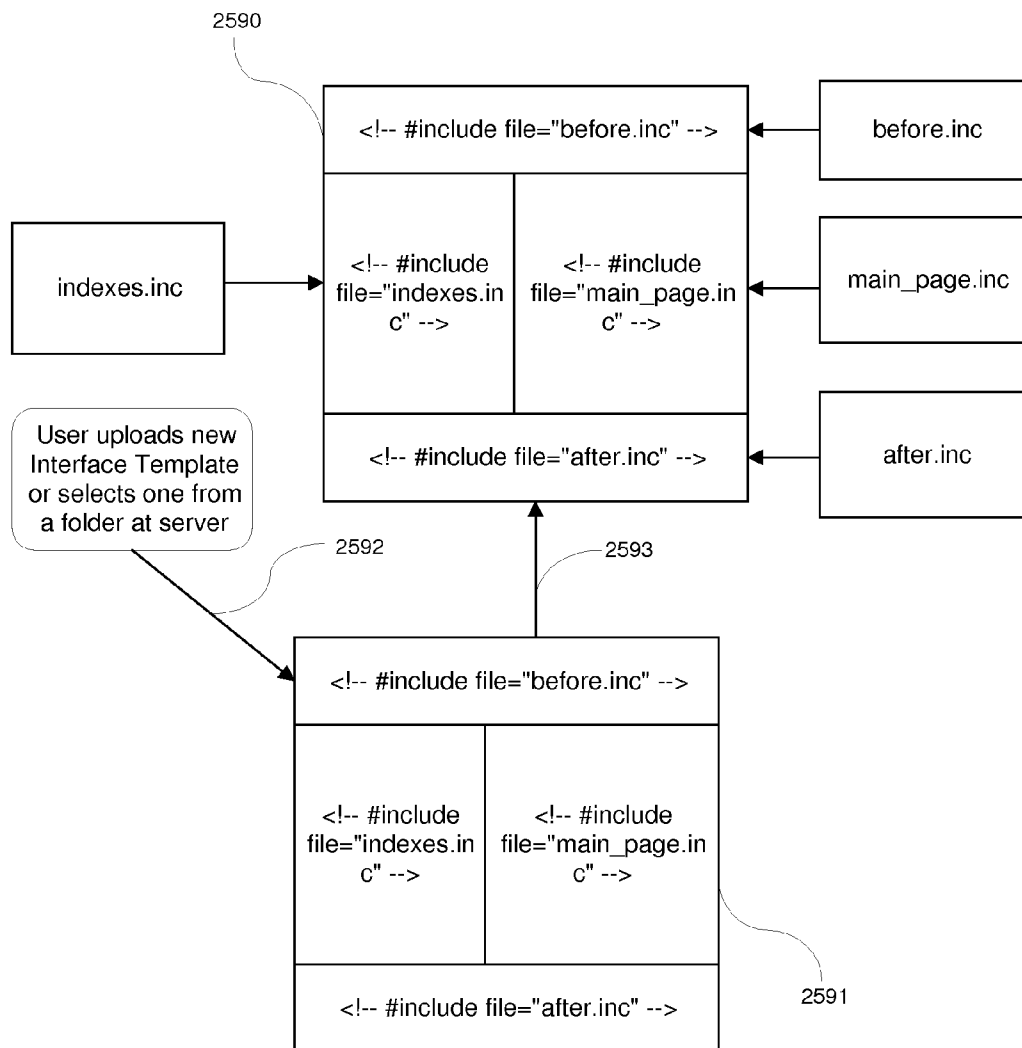 2590
<!-- #include file="before.inc" -->
before.inc
indexes.inc
<!-- #include
file="indexes.in
c" -->
<!-- #include
file="main_page.in
c" -->
main_page.inc
<!-- #include file="after.inc" -->
after.inc
User uploads new
Interface Template
or selects one from
a folder at server
2592
2593
<!-- #include file="before.inc" -->
<!-- #include
file="indexes.in
c" -->
<!-- #include
file="main_page.in
c" -->
2591
<!-- #include file="after.inc" -->